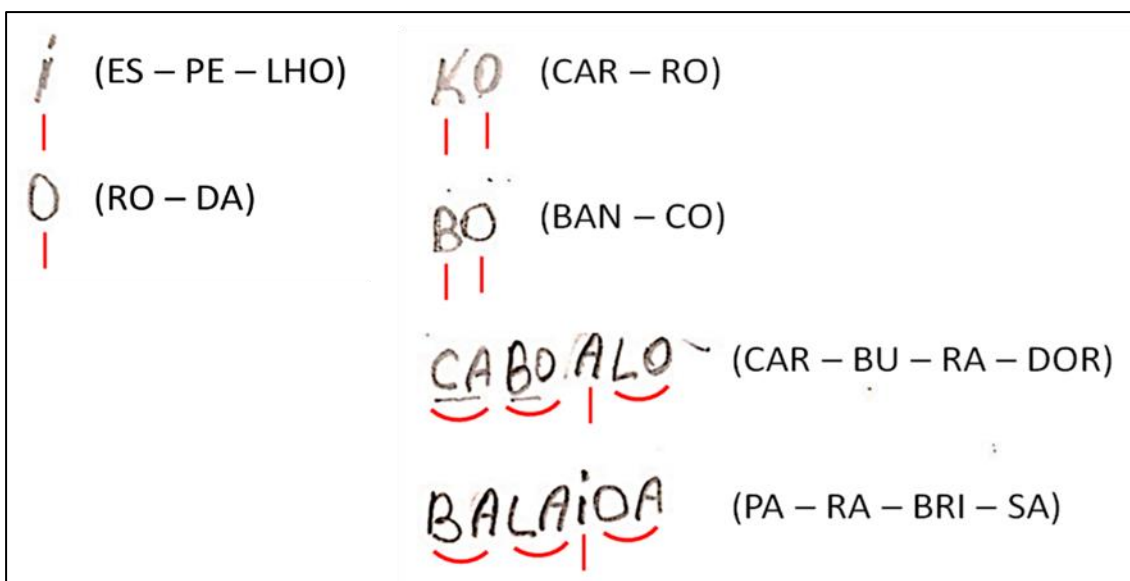 i (ES – PE – LHO)
O (RO – DA)
KO (CAR – RO)
BO (BAN – CO)
CABOALO (CAR – BU – RA – DOR)
BALAiOA (PA – RA – BRI – SA)